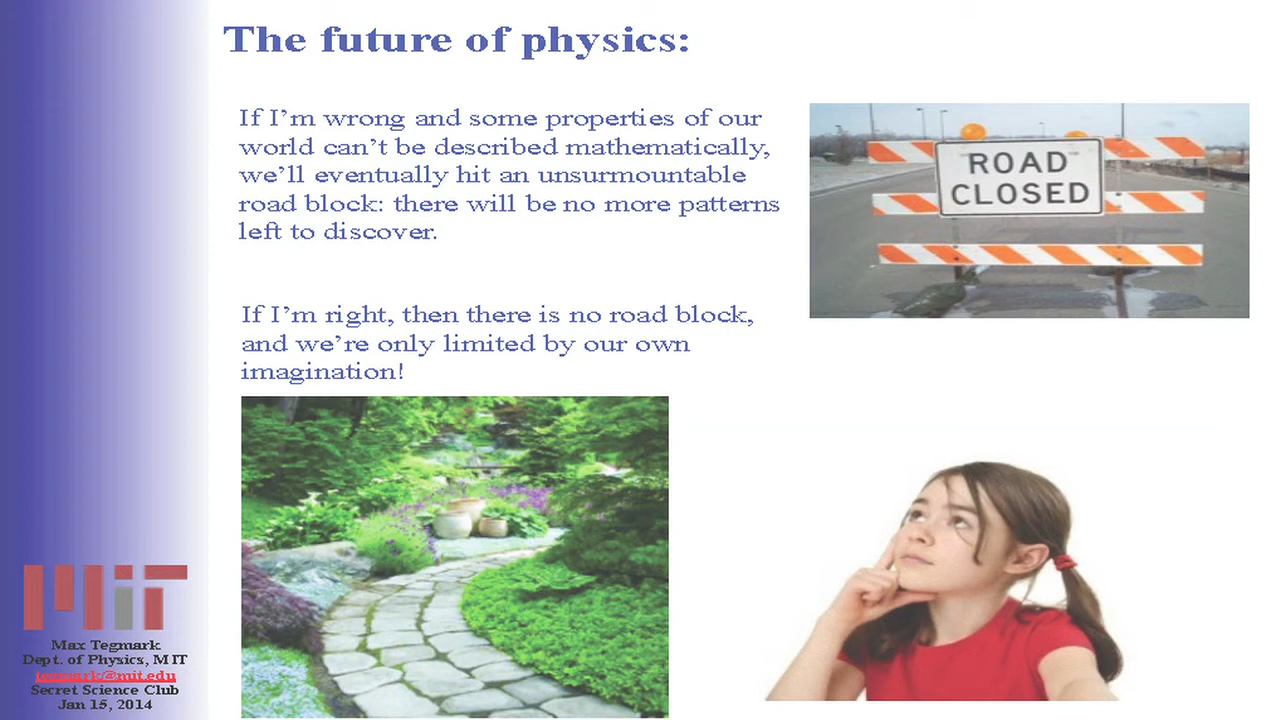 The future of physics:
If I'm wrong and some properties of our
world can't be described mathematically,
we'll eventually hit an unsurmountable
road block: there will be no more patterns
left to discover.
ROAD
CLOSED
If I'm right, then there is no road block,
and we're only limited by our own
imagination!
MIT
Max Tegmark
Dept. of Physics, MIT
tegmark@mit.edu
Secret Science Club
Jan 15, 2014